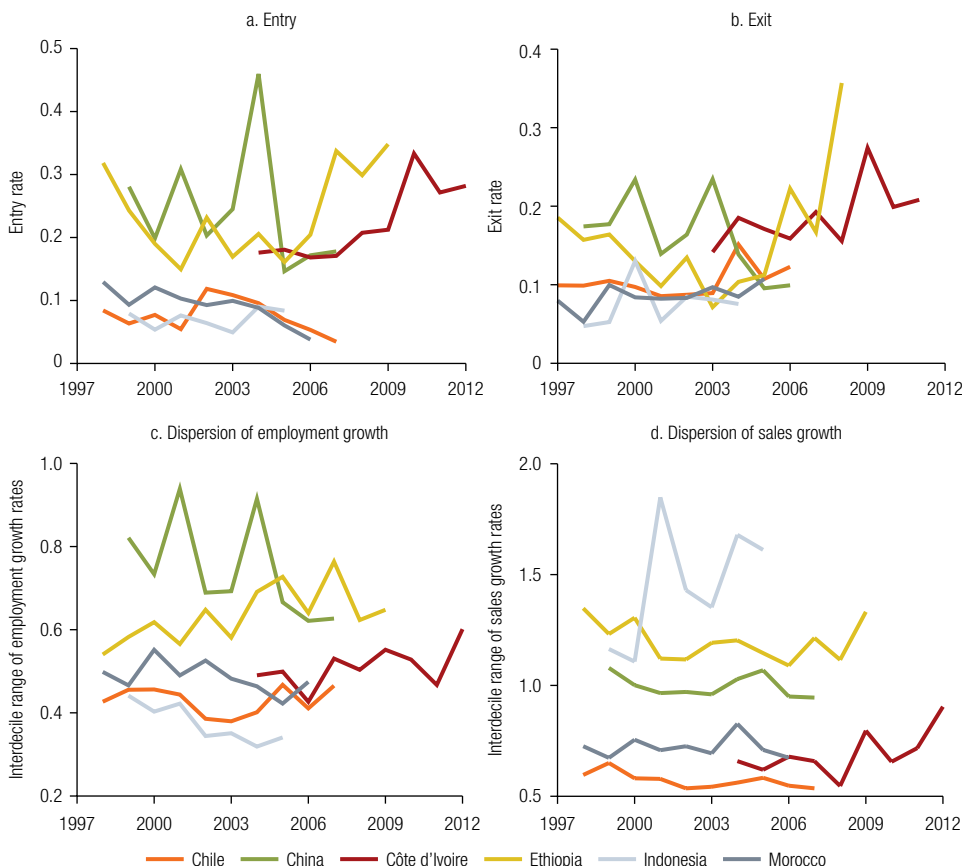 a. Entry
Entry rate
0.5
0.4
0.3
0.2
0.1
0
1997 2000 2003 2006 2009 2012
b. Exit
Exit rate
0.4
0.3
0.2
0.1
0
1997 2000 2003 2006 2009 2012
c. Dispersion of employment growth
Interdecile range of employment growth rates
1.0
0.8
0.6
0.4
0.2
1997 2000 2003 2006 2009 2012
d. Dispersion of sales growth
Interdecile range of sales growth rates
2.0
1.5
1.0
0.5
1997 2000 2003 2006 2009 2012
Chile China Côte d'Ivoire Ethiopia Indonesia Morocco